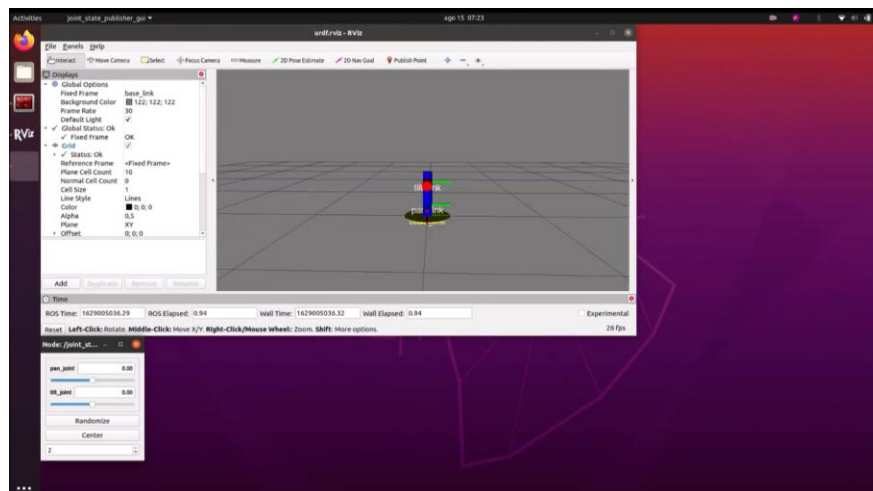 Activities joint_state_publisher_gui ago 15 07:23
urdf.rviz - RViz
File Panels Help
Interact Move Camera Select Focus Camera Measure 2D Pose Estimate 2D Nav Goal Publish Point
Displays
Global Options
Fixed Frame base_link
Background Color 122; 122; 122
Frame Rate 30
Default Light
Global Status: Ok
Fixed Frame OK
Grid
Status: Ok
Reference Frame <Fixed Frame>
Plane Cell Count 10
Normal Cell Count 0
Cell Size 1
Line Style Lines
Color 0; 0; 0
Alpha 0,5
Plane XY
Offset 0; 0; 0
Add Duplicate Remove Rename
RViz
Time
ROS Time: 1629005036.29 ROS Elapsed: 0.94 Wall Time: 1629005036.32 Wall Elapsed: 0.94 Experimental
Reset Left-Click: Rotate. Middle-Click: Move X/Y. Right-Click/Mouse Wheel: Zoom. Shift: More options. 28 fps
Node: /joint_st...
pan_joint 0.00
tilt_joint 0.00
Randomize
Center
2